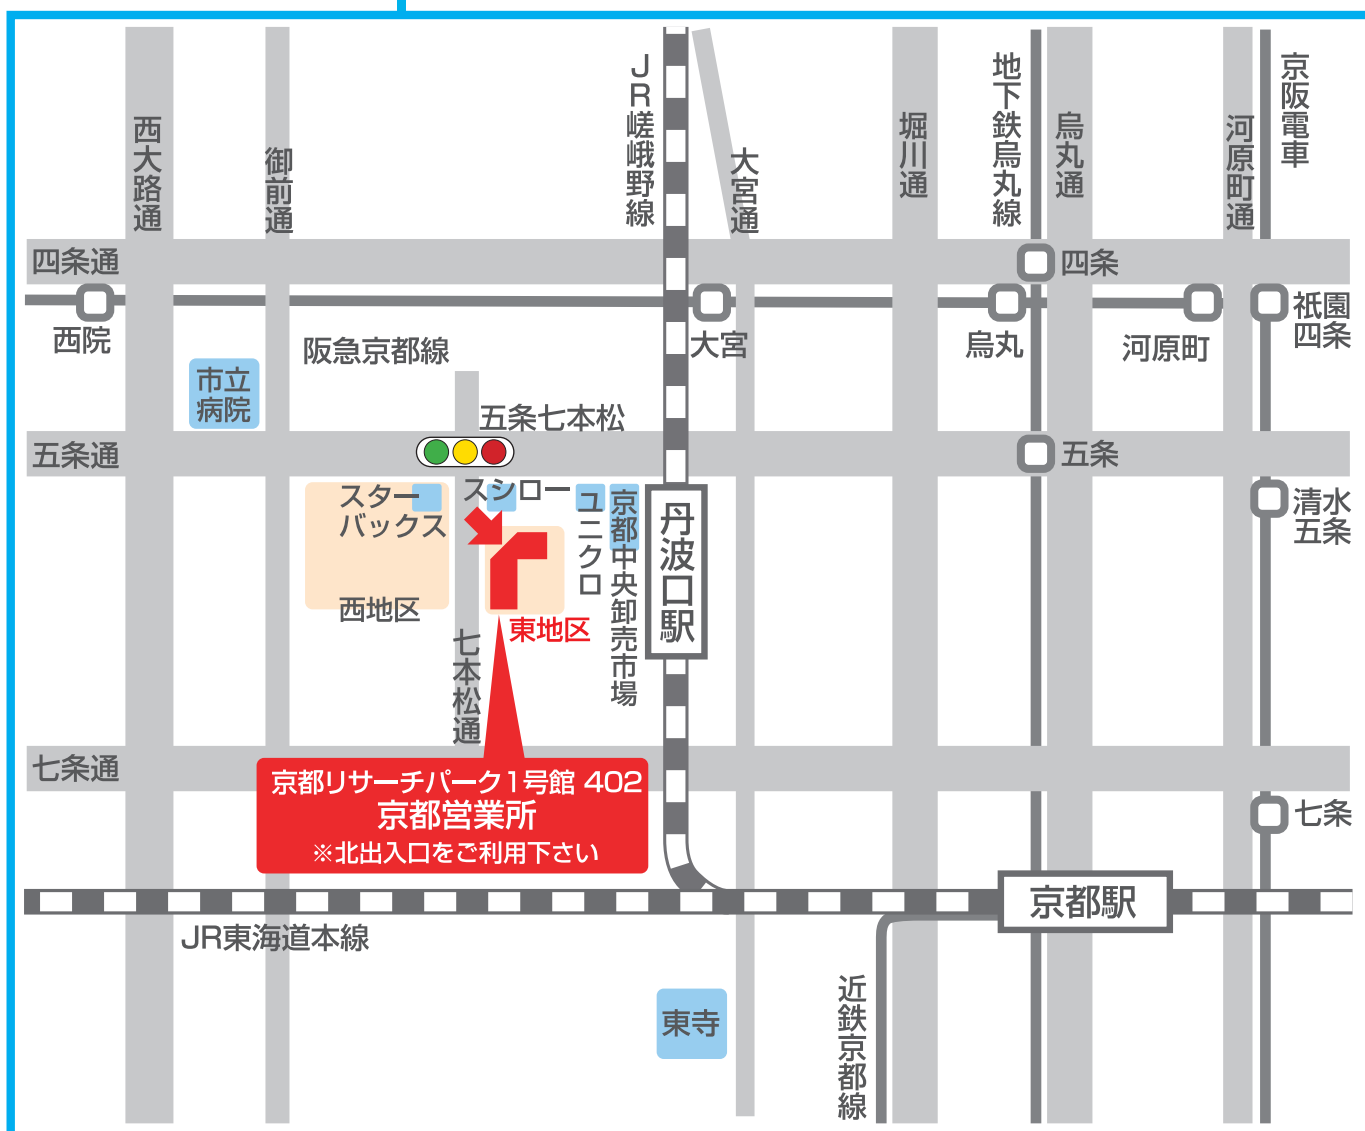 西大路通
御前通
JR嵯峨野線
大宮通
堀川通
地下鉄烏丸線
烏丸通
河原町通
京阪電車
四条通
四条
西院
大宮
烏丸
河原町
祇園
四条
阪急京都線
市立
病院
五条七本松
五条通
五条
スター
バックス
スシロー
ユニクロ
京都中央卸売市場
丹波口駅
清水
五条
西地区
東地区
七本松通
七条通
京都リサーチパーク1号館 402
京都営業所
※北出入口をご利用下さい
七条
京都駅
JR東海道本線
近鉄京都線
東寺